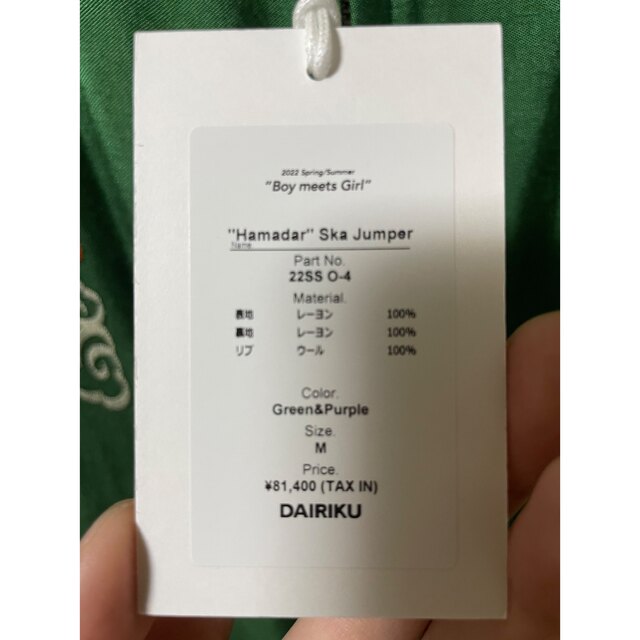 2022 Spring/Summer
"Boy meets Girl"
"Hamadar" Ska Jumper
Name
Part No.
22SS O-4
Material.
表地 レーヨン 100%
裏地 レーヨン 100%
リブ ウール 100%
Color.
Green&Purple
Size.
M
Price.
¥81,400 (TAX IN)
DAIRIKU